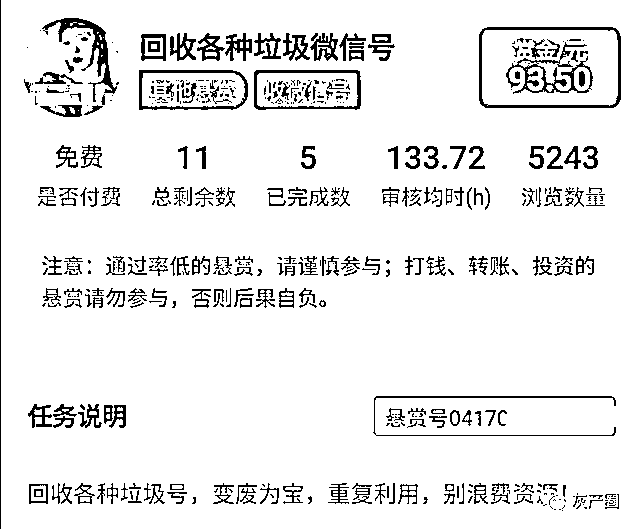 回收各种垃圾微信号
其他悬赏 收微信号
赏金/元
93.50
免费 11 5 133.72 5243
是否付费 总剩余数 已完成数 审核均时(h) 浏览数量
注意：通过率低的悬赏，请谨慎参与；打钱、转账、投资的
悬赏请勿参与，否则后果自负。
任务说明
悬赏号0417C
回收各种垃圾号，变废为宝，重复利用，别浪费资源!
灰产圈